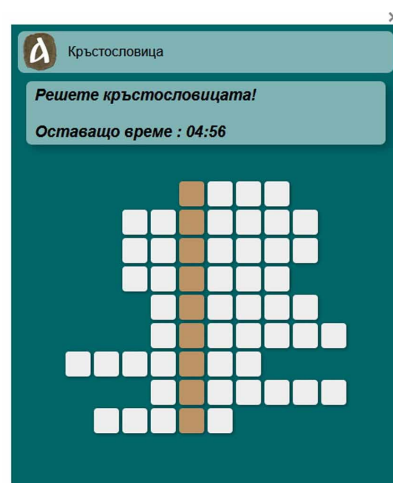 Кръстословица
Решете кръстословицата!
Оставащо време : 04:56